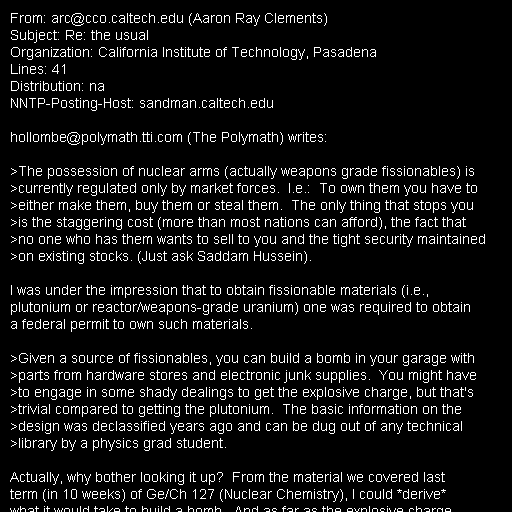 From: arc@cco.caltech.edu (Aaron Ray Clements)
Subject: Re: the usual
Organization: California Institute of Technology, Pasadena
Lines: 41
Distribution: na
NNTP-Posting-Host: sandman.caltech.edu

hollombe@polymath.tti.com (The Polymath) writes:

>The possession of nuclear arms (actually weapons grade fissionables) is
>currently regulated only by market forces.  I.e.:  To own them you have to
>either make them, buy them or steal them.  The only thing that stops you
>is the staggering cost (more than most nations can afford), the fact that
>no one who has them wants to sell to you and the tight security maintained
>on existing stocks. (Just ask Saddam Hussein).

I was under the impression that to obtain fissionable materials (i.e.,
plutonium or reactor/weapons-grade uranium) one was required to obtain
a federal permit to own such materials.

>Given a source of fissionables, you can build a bomb in your garage with
>parts from hardware stores and electronic junk supplies.  You might have
>to engage in some shady dealings to get the explosive charge, but that's
>trivial compared to getting the plutonium.  The basic information on the
>design was declassified years ago and can be dug out of any technical
>library by a physics grad student.

Actually, why bother looking it up?  From the material we covered last
term (in 10 weeks) of Ge/Ch 127 (Nuclear Chemistry), I could *derive*
what it would take to build a bomb.  And as far as the explosive charge